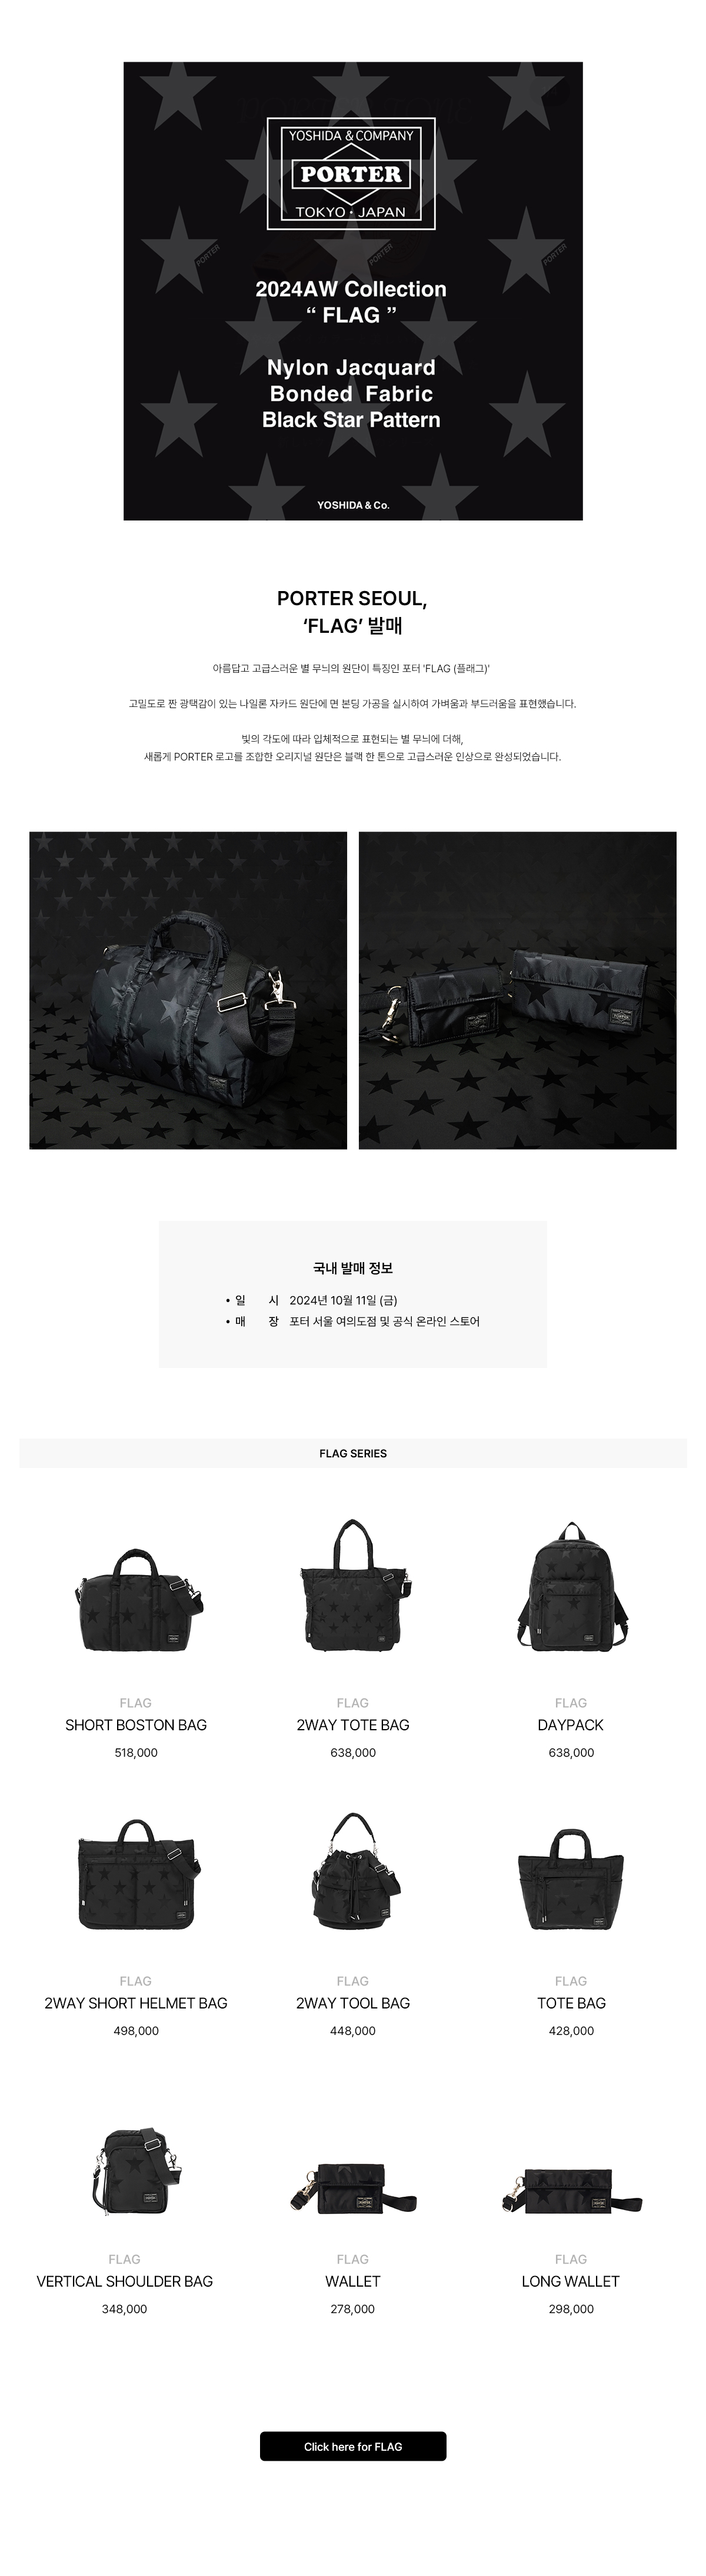 YOSHIDA & COMPANY
PORTER
TOKYO・JAPAN
PORTER
PORTER
PORTER
2024AW Collection
“ FLAG ”
Nylon Jacquard
Bonded Fabric
Black Star Pattern
YOSHIDA & Co.
PORTER SEOUL,
‘FLAG’ 발매
아름답고 고급스러운 별 무늬의 원단이 특징인 포터 'FLAG (플래그)'
고밀도로 짠 광택감이 있는 나일론 자카드 원단에 면 본딩 가공을 실시하여 가벼움과 부드러움을 표현했습니다.
빛의 각도에 따라 입체적으로 표현되는 별 무늬에 더해,
새롭게 PORTER 로고를 조합한 오리지널 원단은 블랙 한 톤으로 고급스러운 인상으로 완성되었습니다.
PORTER
PORTER
국내 발매 정보
• 일 시 2024년 10월 11일 (금)
• 매 장 포터 서울 여의도점 및 공식 온라인 스토어
FLAG SERIES
FLAG FLAG FLAG
SHORT BOSTON BAG 2WAY TOTE BAG DAYPACK
518,000 638,000 638,000
FLAG FLAG FLAG
2WAY SHORT HELMET BAG 2WAY TOOL BAG TOTE BAG
498,000 448,000 428,000
FLAG FLAG FLAG
VERTICAL SHOULDER BAG WALLET LONG WALLET
348,000 278,000 298,000
Click here for FLAG